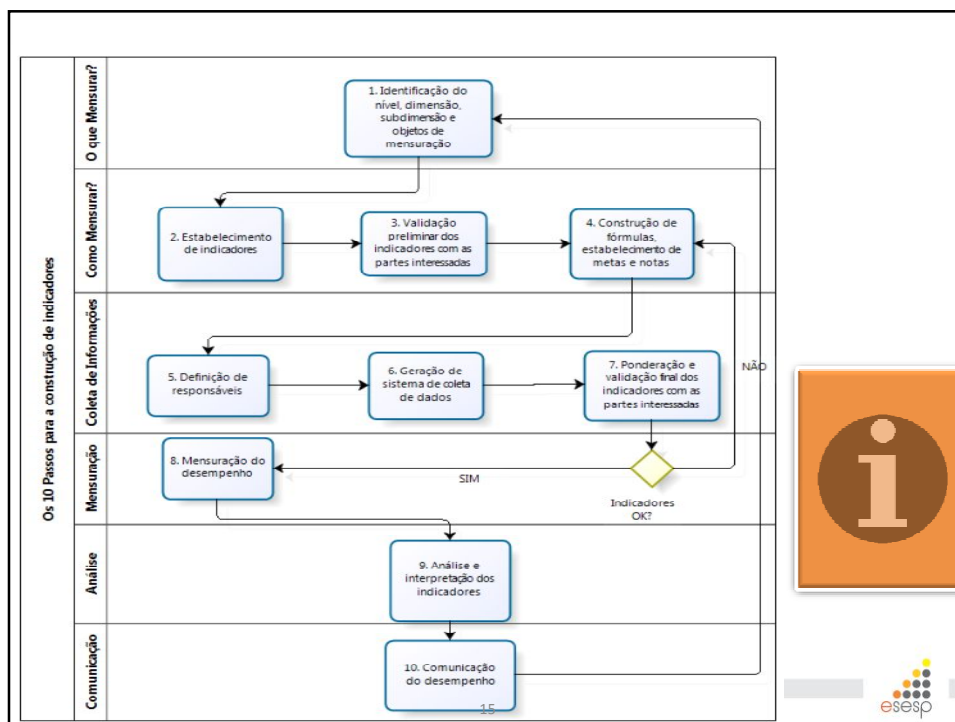 Os 10 Passos para a construção de indicadores
O que Mensurar?
1. Identificação do
nível, dimensão,
subdimensão e
objetos de
mensuração
Como Mensurar?
2. Estabelecimento
de indicadores
3. Validação
preliminar dos
indicadores com as
partes interessadas
4. Construção de
fórmulas,
estabelecimento de
metas e notas
Coleta de Informações
5. Definição de
responsáveis
6. Geração de
sistema de coleta
de dados
7. Ponderação e
validação final dos
indicadores com as
partes interessadas
NÃO
Mensuração
8. Mensuração do
desempenho
SIM
Indicadores
OK?
Análise
9. Análise e
interpretação dos
indicadores
Comunicação
10. Comunicação
do desempenho
15
i
esesp